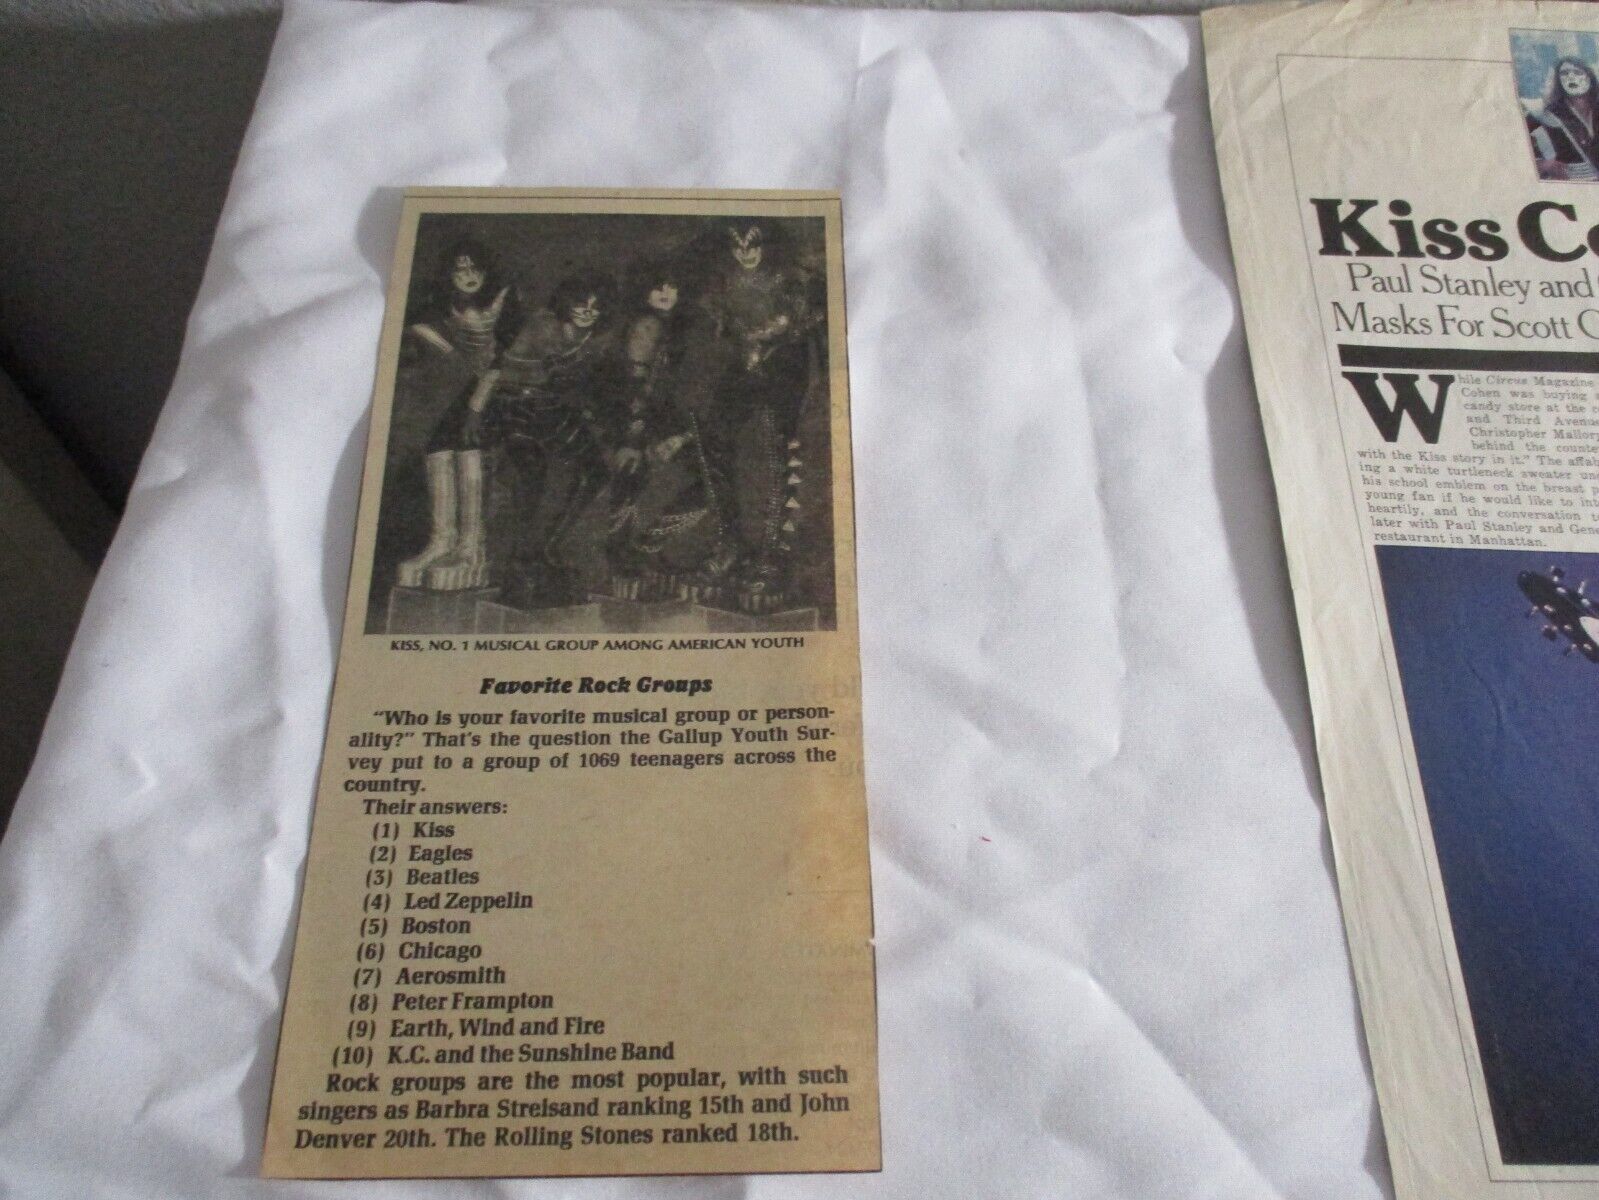 KISS, NO. 1 MUSICAL GROUP AMONG AMERICAN YOUTH
Favorite Rock Groups
"Who is your favorite musical group or person-
ality?" That's the question the Gallup Youth Sur-
vey put to a group of 1069 teenagers across the
country.
Their answers:
(1) Kiss
(2) Eagles
(3) Beatles
(4) Led Zeppelin
(5) Boston
(6) Chicago
(7) Aerosmith
(8) Peter Frampton
(9) Earth, Wind and Fire
(10) K.C. and the Sunshine Band
Rock groups are the most popular, with such
singers as Barbra Streisand ranking 15th and John
Denver 20th. The Rolling Stones ranked 18th.
Kiss
Paul Stanley and
Masks For Scott
While Circus Magazine
Cohen was buying
candy store at the
and Third Avenue
Christopher Mallory
behind the
with the Kiss story in it." The
ing a white turtleneck sweater
his school emblem on the breast
young fan if he would like to
heartily, and the conversation
later with Paul Stanley and Gene
restaurant in Manhattan.